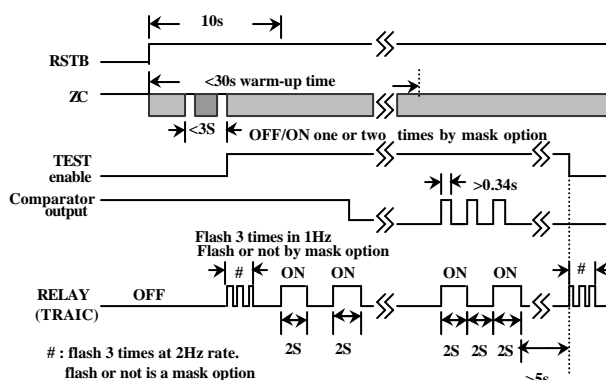 10s
RSTB
<30s warm-up time
ZC
<3S
OFF/ON one or two times by mask option
TEST
enable
>0.34s
Comparator
output
Flash 3 times in 1Hz
Flash or not by mask option
# ON ON ON ON #
RELAY OFF
(TRAIC)
2S 2S 2S 2S 2S
# : flash 3 times at 2Hz rate.
flash or not is a mask option
>5s